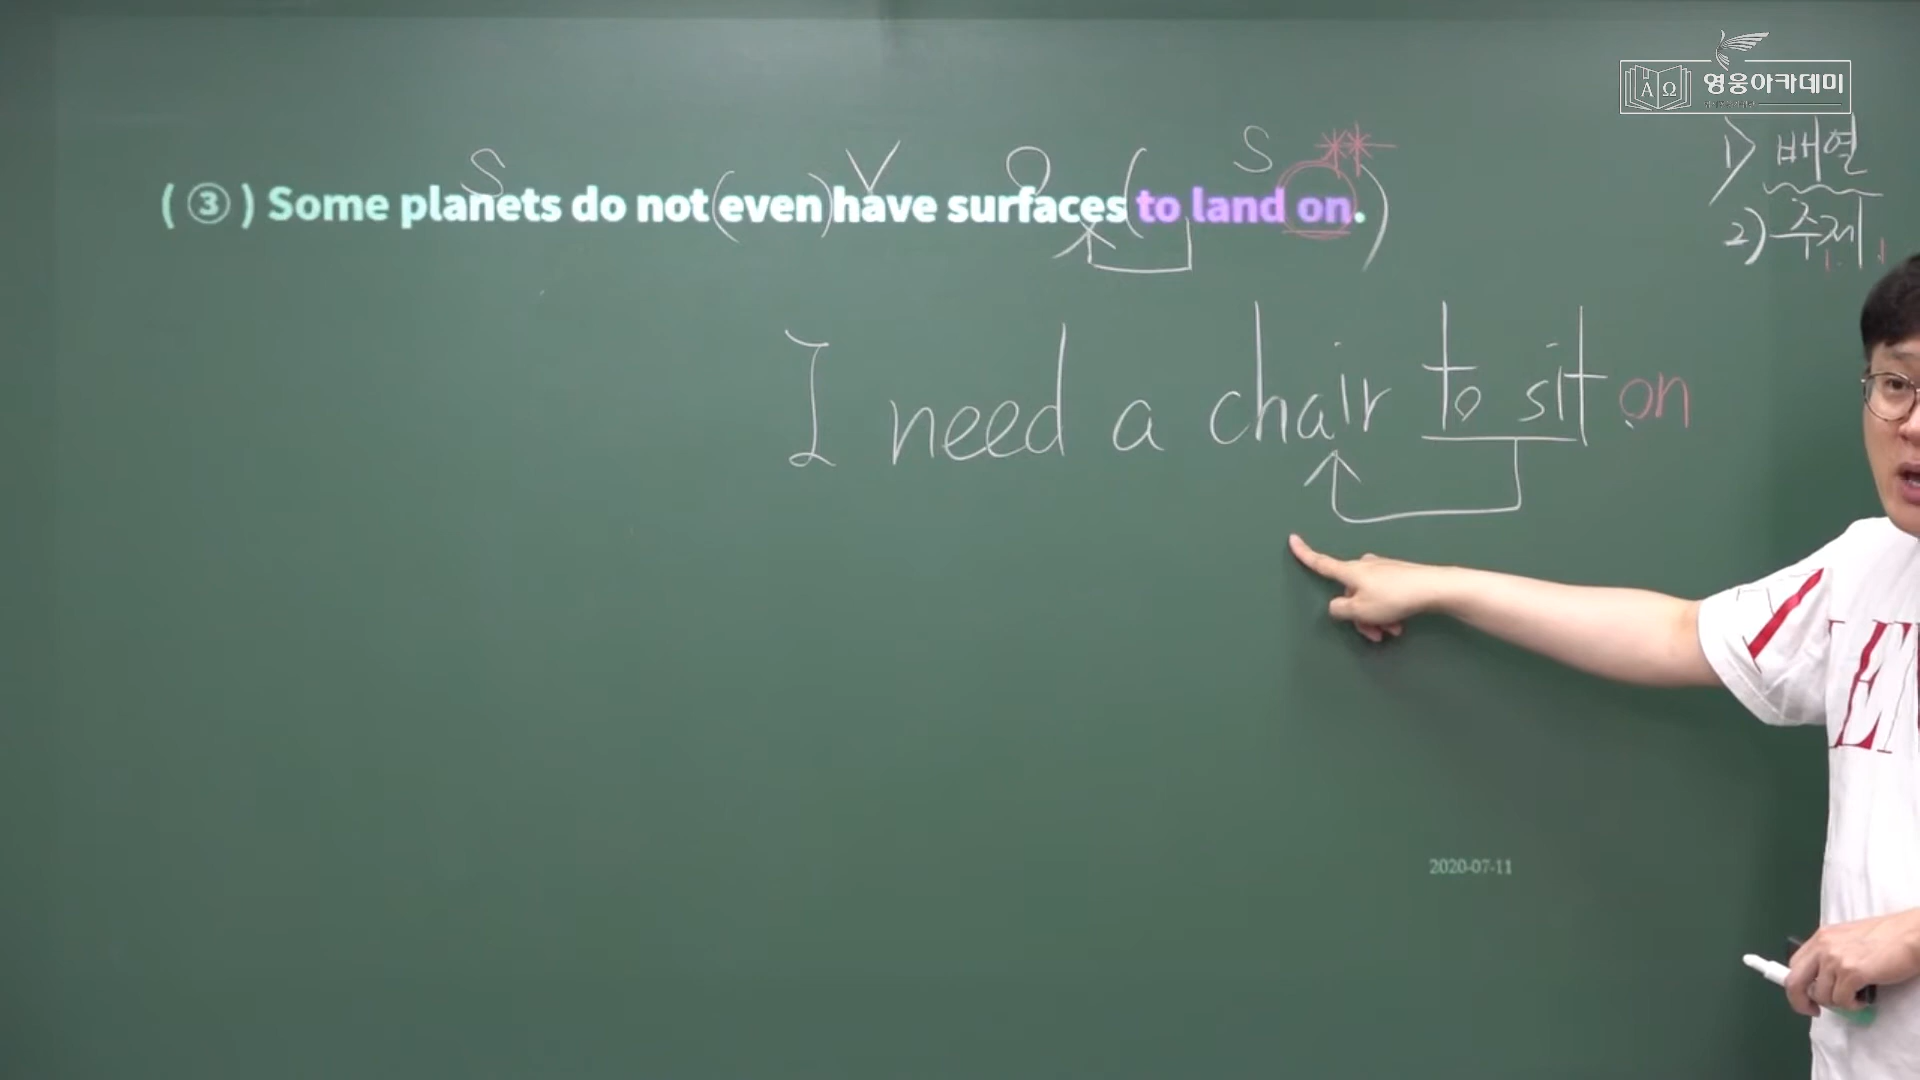 영웅아카데미
1) 배열
2) 주제
S V O S
( ③ ) Some planets do not (even) have surfaces (to land on.)
I need a chair to sit on
2020-07-11